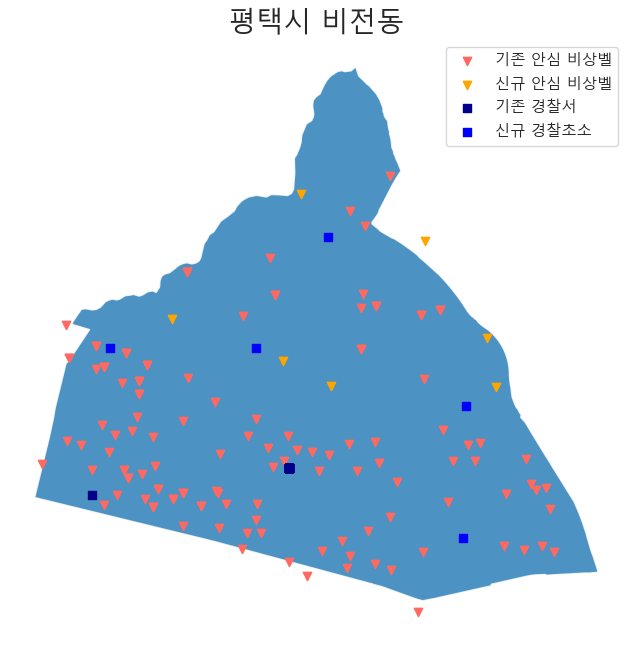 평택시 비전동
기존 안심 비상벨
신규 안심 비상벨
기존 경찰서
신규 경찰초소